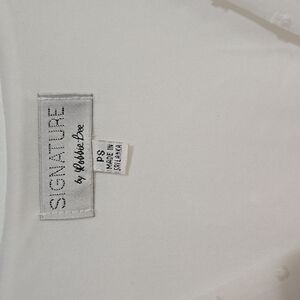 SIGNATURE
by Robbie Bee
PS
MADE IN
SRI LANKA